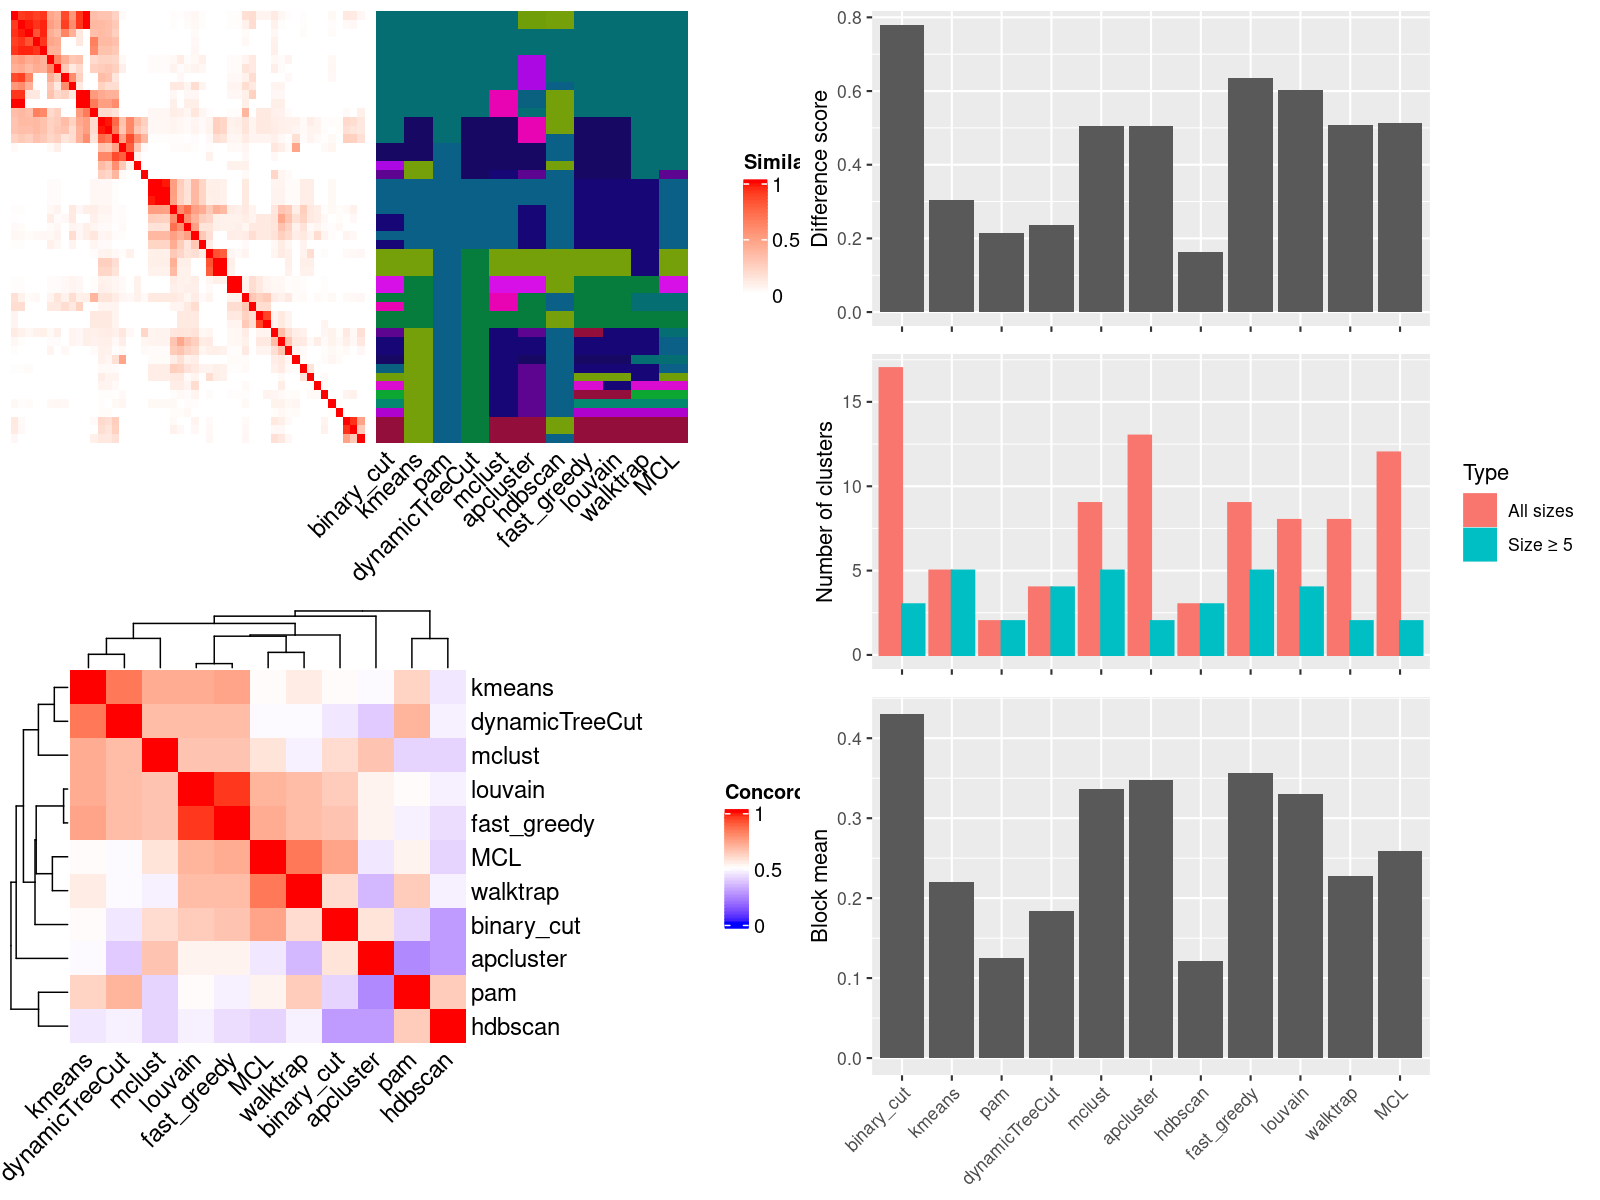 Simila
1
0.5
0
binary_cut
kmeans
pam
dynamicTreeCut
mclust
apcluster
hdbscan
fast_greedy
louvain
walktrap
MCL
kmeans
dynamicTreeCut
mclust
louvain
fast_greedy
MCL
walktrap
binary_cut
apcluster
pam
hdbscan
Concord
1
0.5
0
kmeans
dynamicTreeCut
mclust
louvain
fast_greedy
MCL
walktrap
binary_cut
apcluster
pam
hdbscan
Difference score
0.8
0.6
0.4
0.2
0.0
Number of clusters
15
10
5
0
Type
All sizes
Size ≥ 5
Block mean
0.4
0.3
0.2
0.1
0.0
binary_cut
kmeans
pam
dynamicTreeCut
mclust
apcluster
hdbscan
fast_greedy
louvain
walktrap
MCL